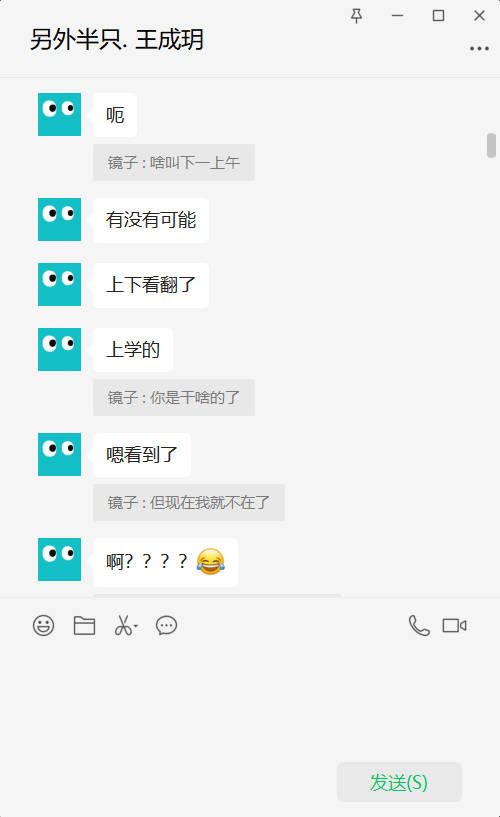 另外半只. 王成玥
呃
镜子 : 啥叫下一上午
有没有可能
上下看翻了
上学的
镜子 : 你是干啥的了
嗯看到了
镜子 : 但现在我就不在了
啊？？？？😂
发送(S)